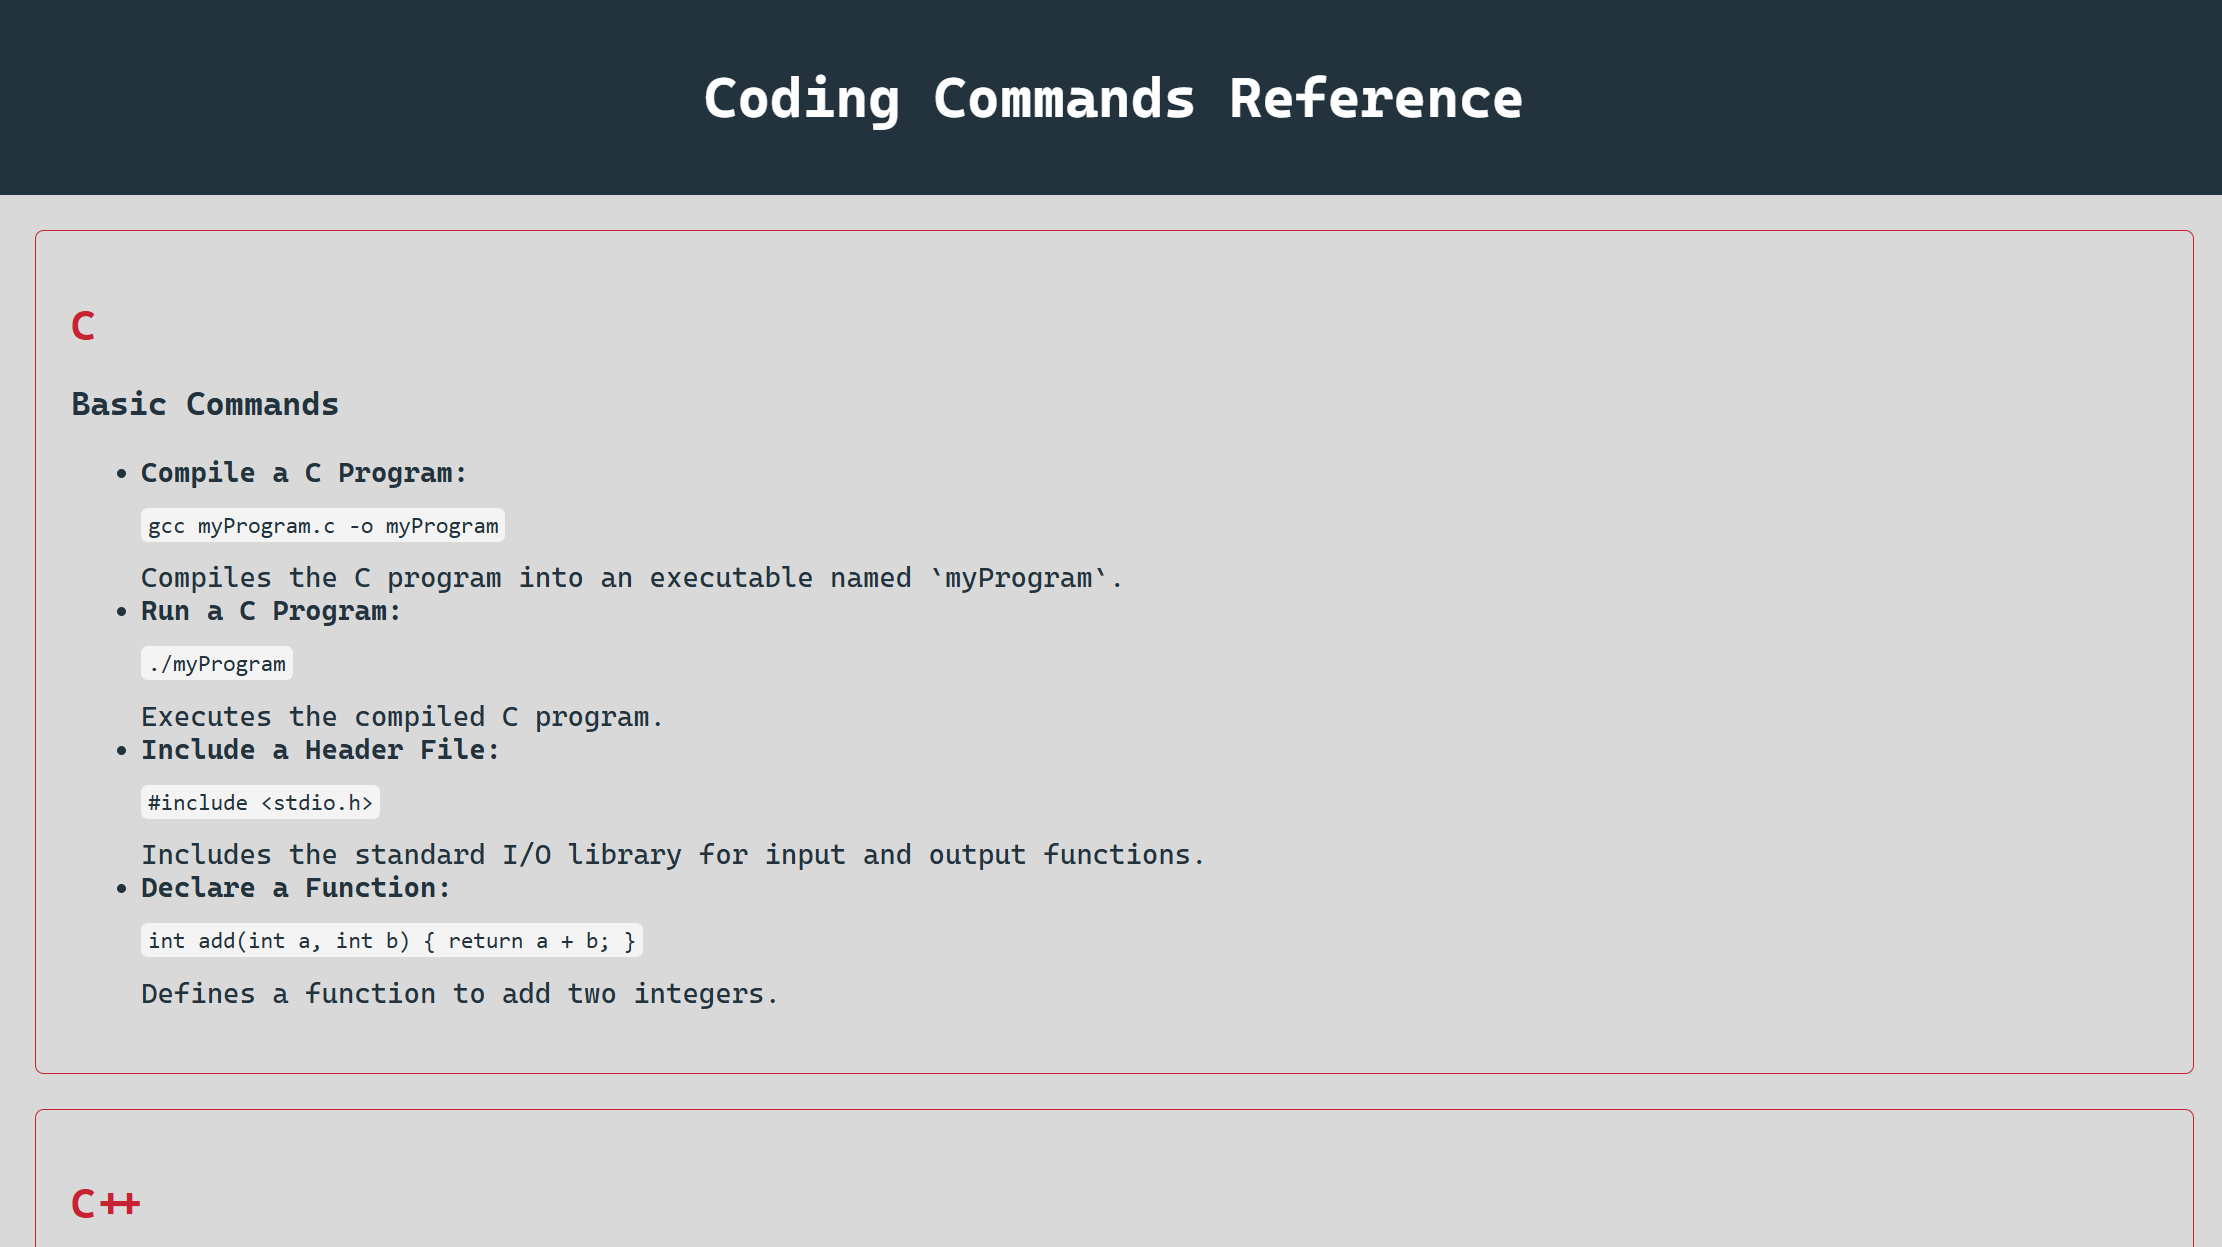 Coding Commands Reference
C
Basic Commands
• Compile a C Program:
gcc myProgram.c -o myProgram
Compiles the C program into an executable named `myProgram`.
• Run a C Program:
./myProgram
Executes the compiled C program.
• Include a Header File:
#include <stdio.h>
Includes the standard I/O library for input and output functions.
• Declare a Function:
int add(int a, int b) { return a + b; }
Defines a function to add two integers.
C++